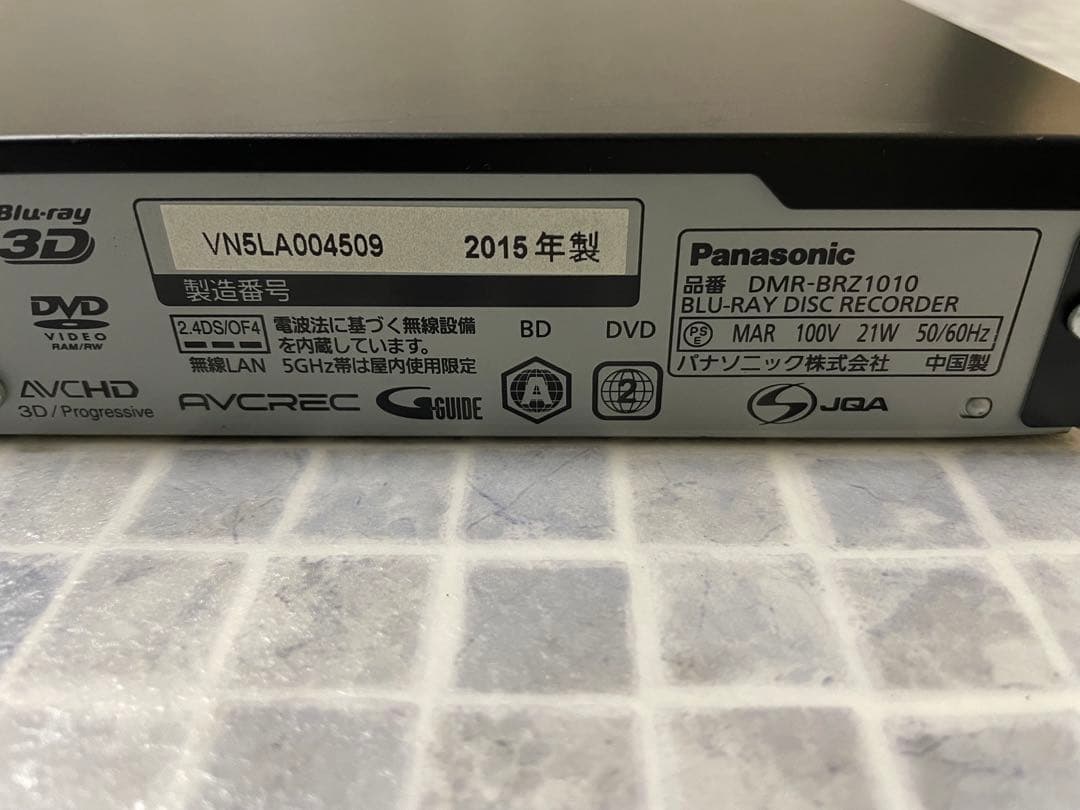 Blu-ray
3D
DVD
VIDEO
RAM/RW
AVCHD
3D / Progressive
VN5LA004509 2015年製
製造番号
2.4DS/OF4
無線LAN
電波法に基づく無線設備
を内蔵しています。
5GHz帯は屋内使用限定
AVCREC
G-GUIDE
BD
A
DVD
2
Panasonic
品番 DMR-BRZ1010
BLU-RAY DISC RECORDER
PS
E
MAR 100V 21W 50/60Hz
パナソニック株式会社 中国製
JQA